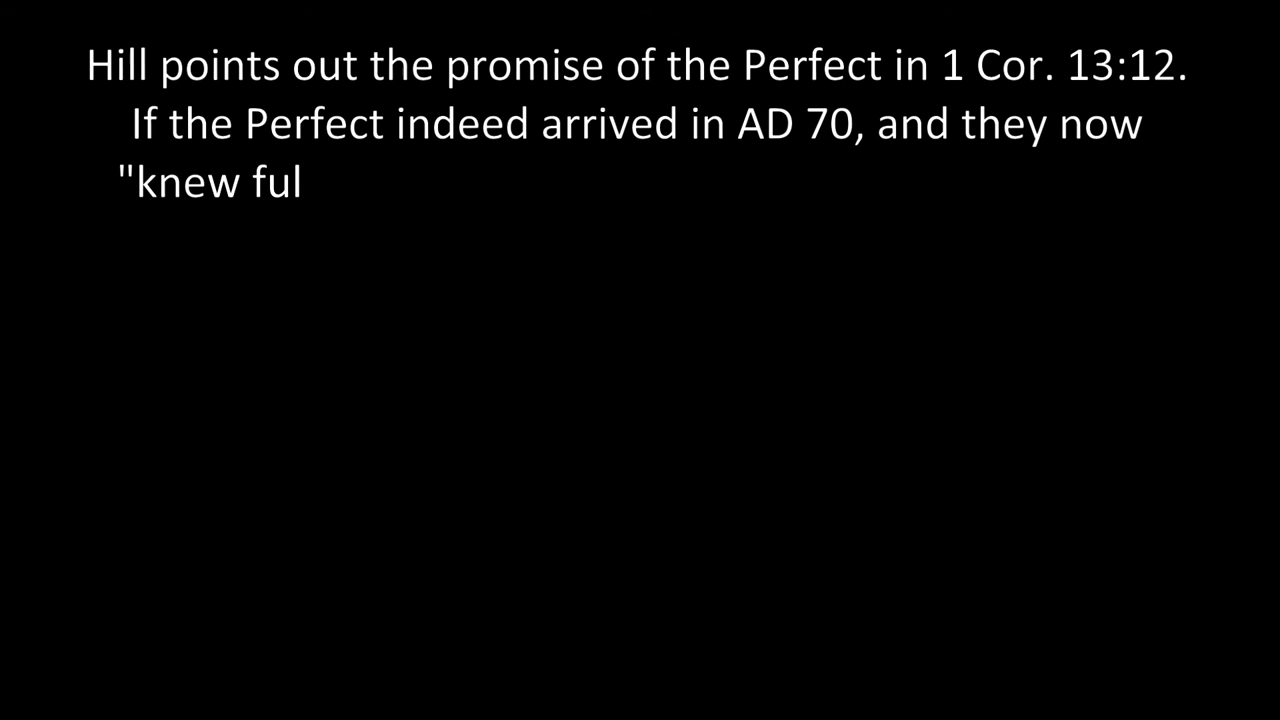 Hill points out the promise of the Perfect in 1 Cor. 13:12.
If the Perfect indeed arrived in AD 70, and they now
"knew ful